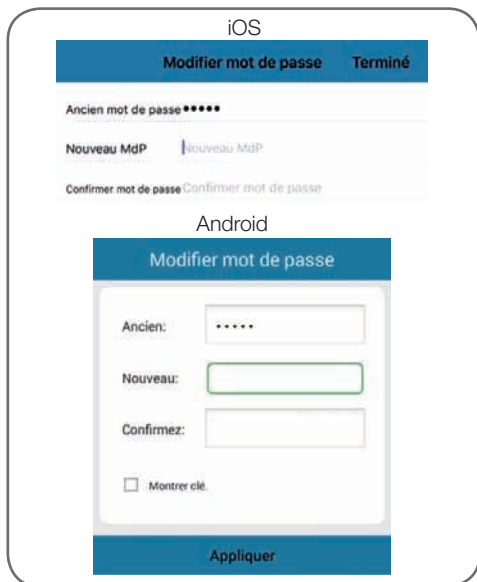 iOS
Modifier mot de passe Terminé
Ancien mot de passe •••••
Nouveau MdP Nouveau MdP
Confirmer mot de passe Confirmer mot de passe
Android
Modifier mot de passe
Ancien: •••••
Nouveau:
Confirmez:
Montrer clé.
Appliquer